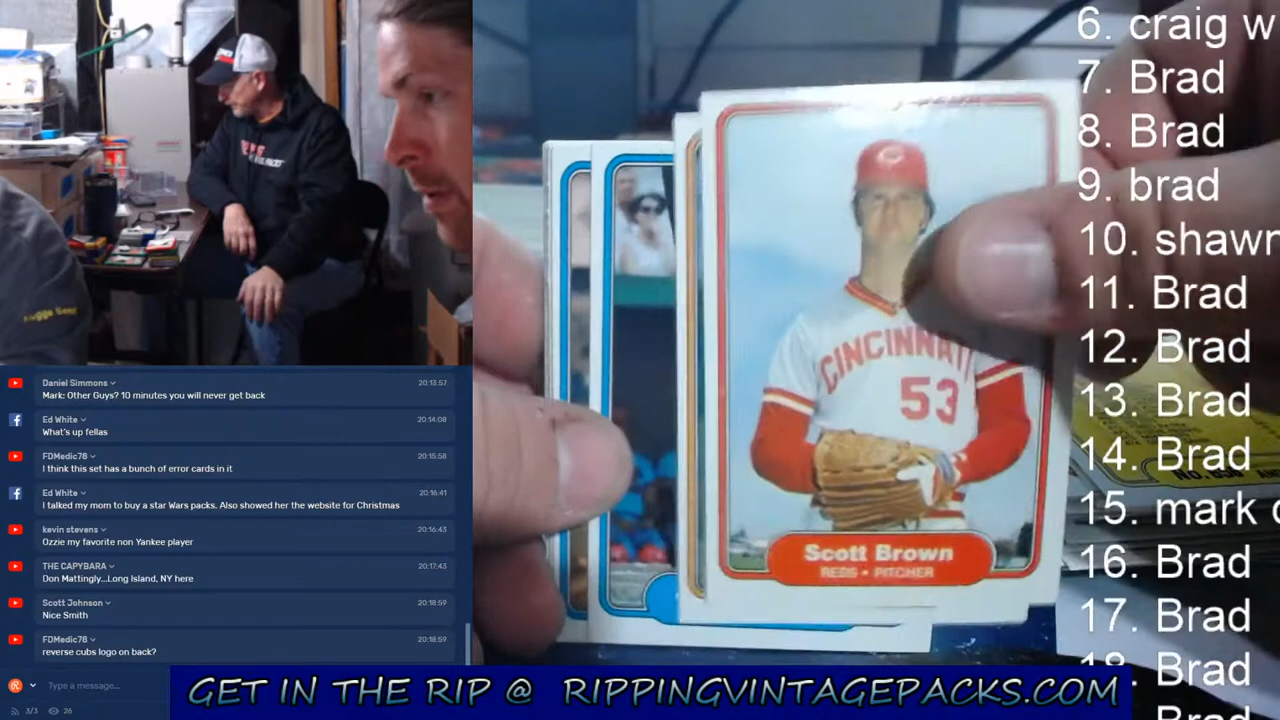 Daniel Simmons
20:13:57
Mark: Other Guys? 10 minutes you will never get back
Ed White
20:14:08
What's up fellas
FDMedic78
20:15:58
I think this set has a bunch of error cards in it
Ed White
20:16:41
I talked my mom to buy a star Wars packs. Also showed her the website for Christmas
kevin stevens
20:16:43
Ozzie my favorite non Yankee player
THE CAPYBARA
20:17:43
Don Mattingly...Long Island, NY here
Scott Johnson
20:18:59
Nice Smith
FDMedic78
20:18:59
reverse cubs logo on back?
Type a message...
3/3
26
CINCINNATI
53
Scott Brown
REDS • PITCHER
6. craig w
7. Brad
8. Brad
9. brad
10. shawn
11. Brad
12. Brad
13. Brad
14. Brad
15. mark
16. Brad
17. Brad
18. Brad
GET IN THE RIP @ RIPPINGVINTAGEPACKS.COM